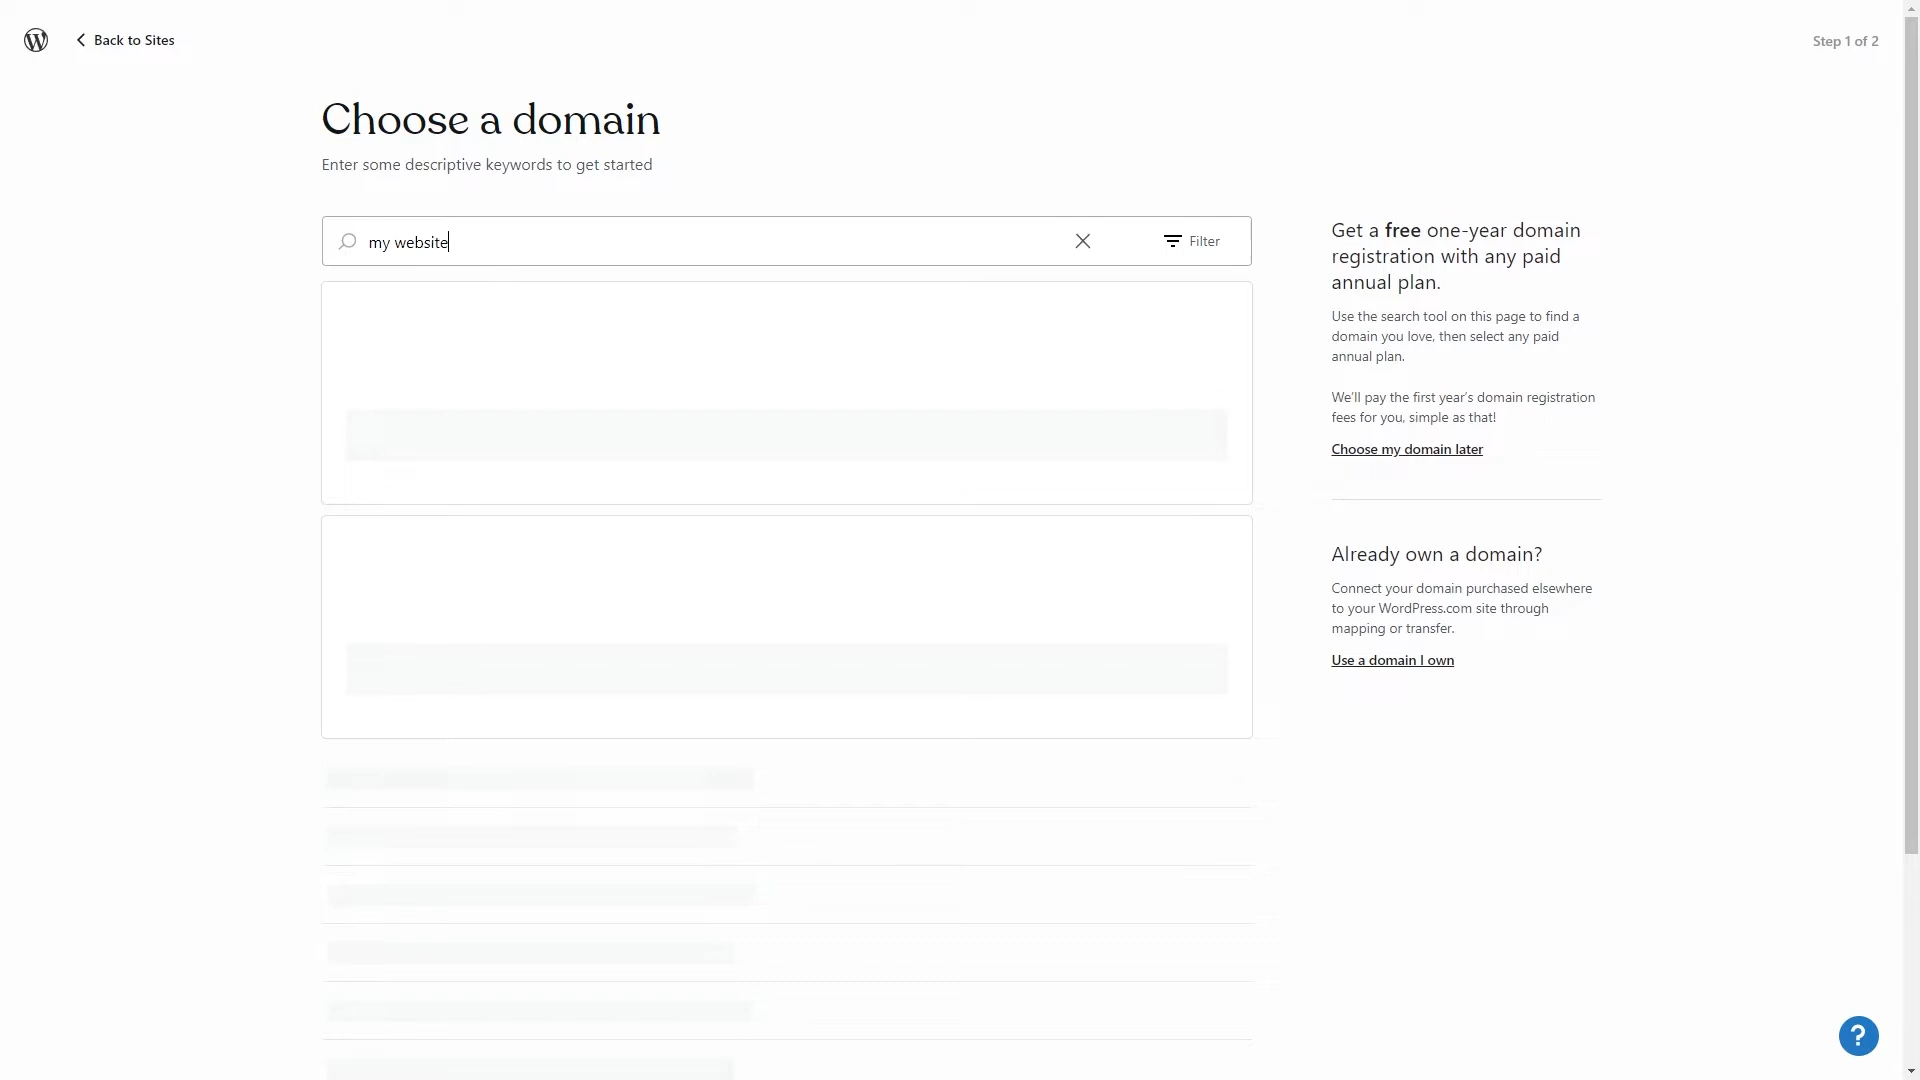 Back to Sites
Step 1 of 2
Choose a domain
Enter some descriptive keywords to get started
my website
Filter
Get a free one-year domain
registration with any paid
annual plan.
Use the search tool on this page to find a
domain you love, then select any paid
annual plan.
We'll pay the first year's domain registration
fees for you, simple as that!
Choose my domain later
Already own a domain?
Connect your domain purchased elsewhere
to your WordPress.com site through
mapping or transfer.
Use a domain I own
?